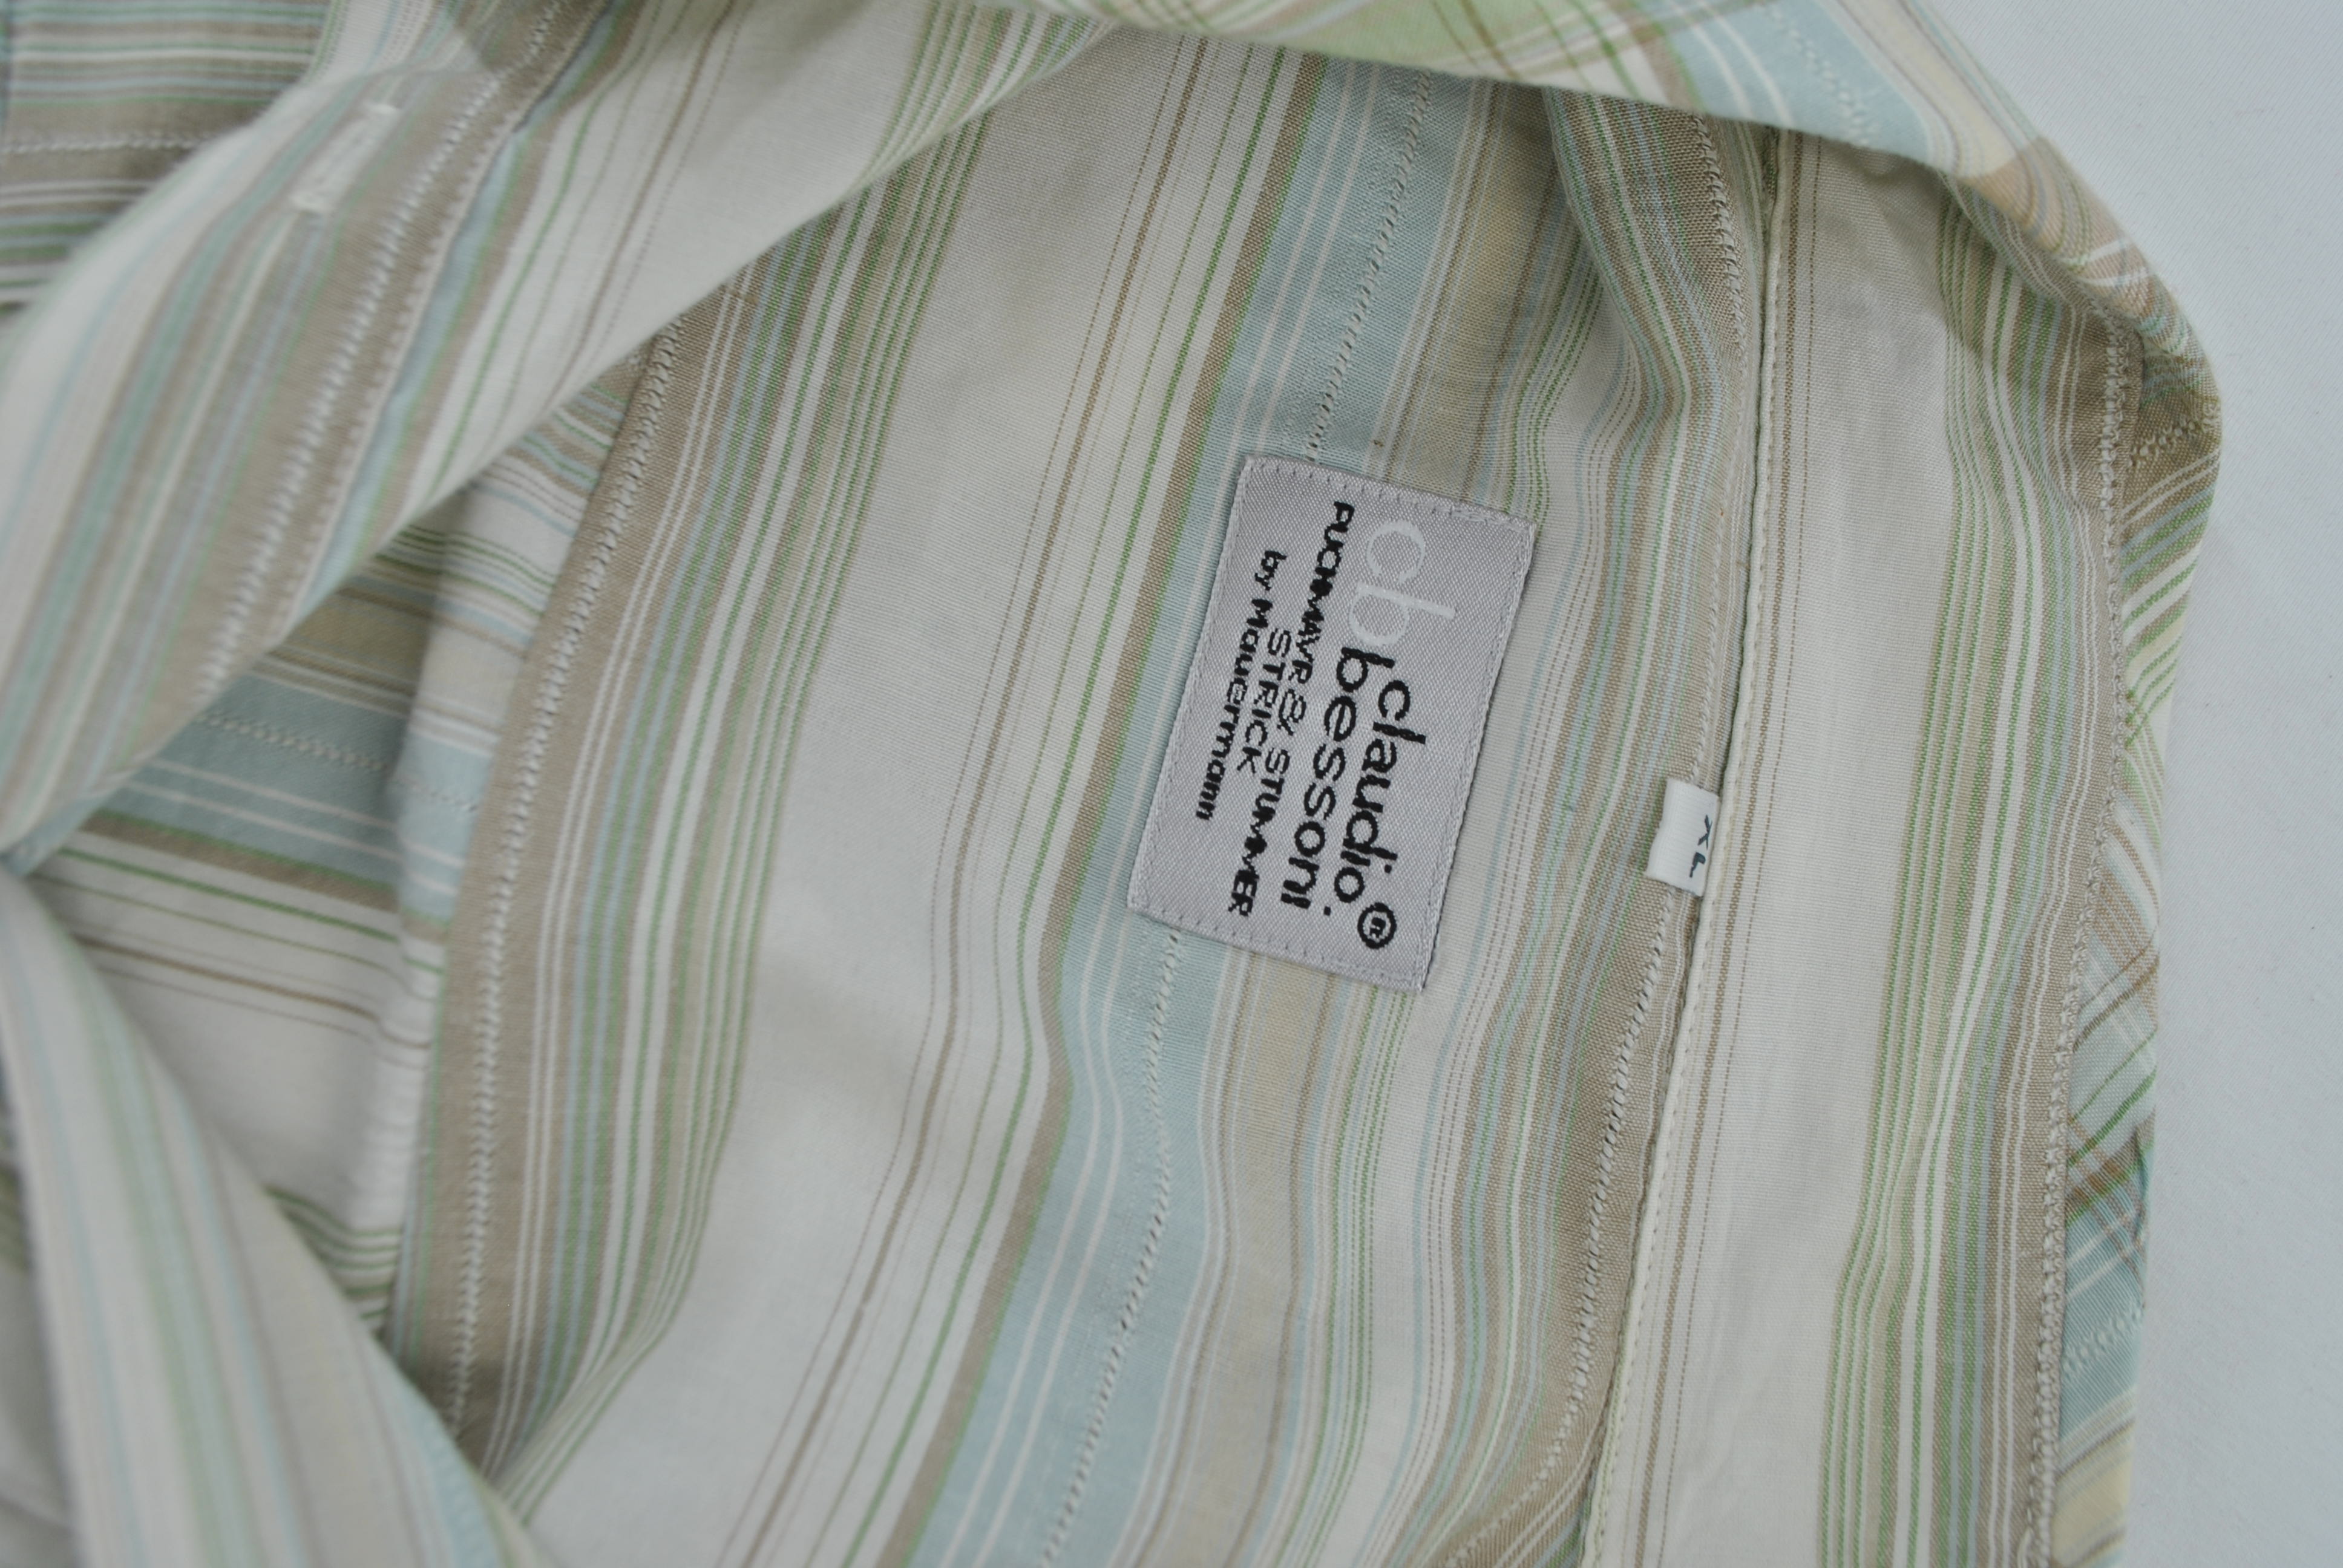 cb claudio. ®
bessoni
PUCHMAYR & STUMMER
STRICK
by Mauermann
XL